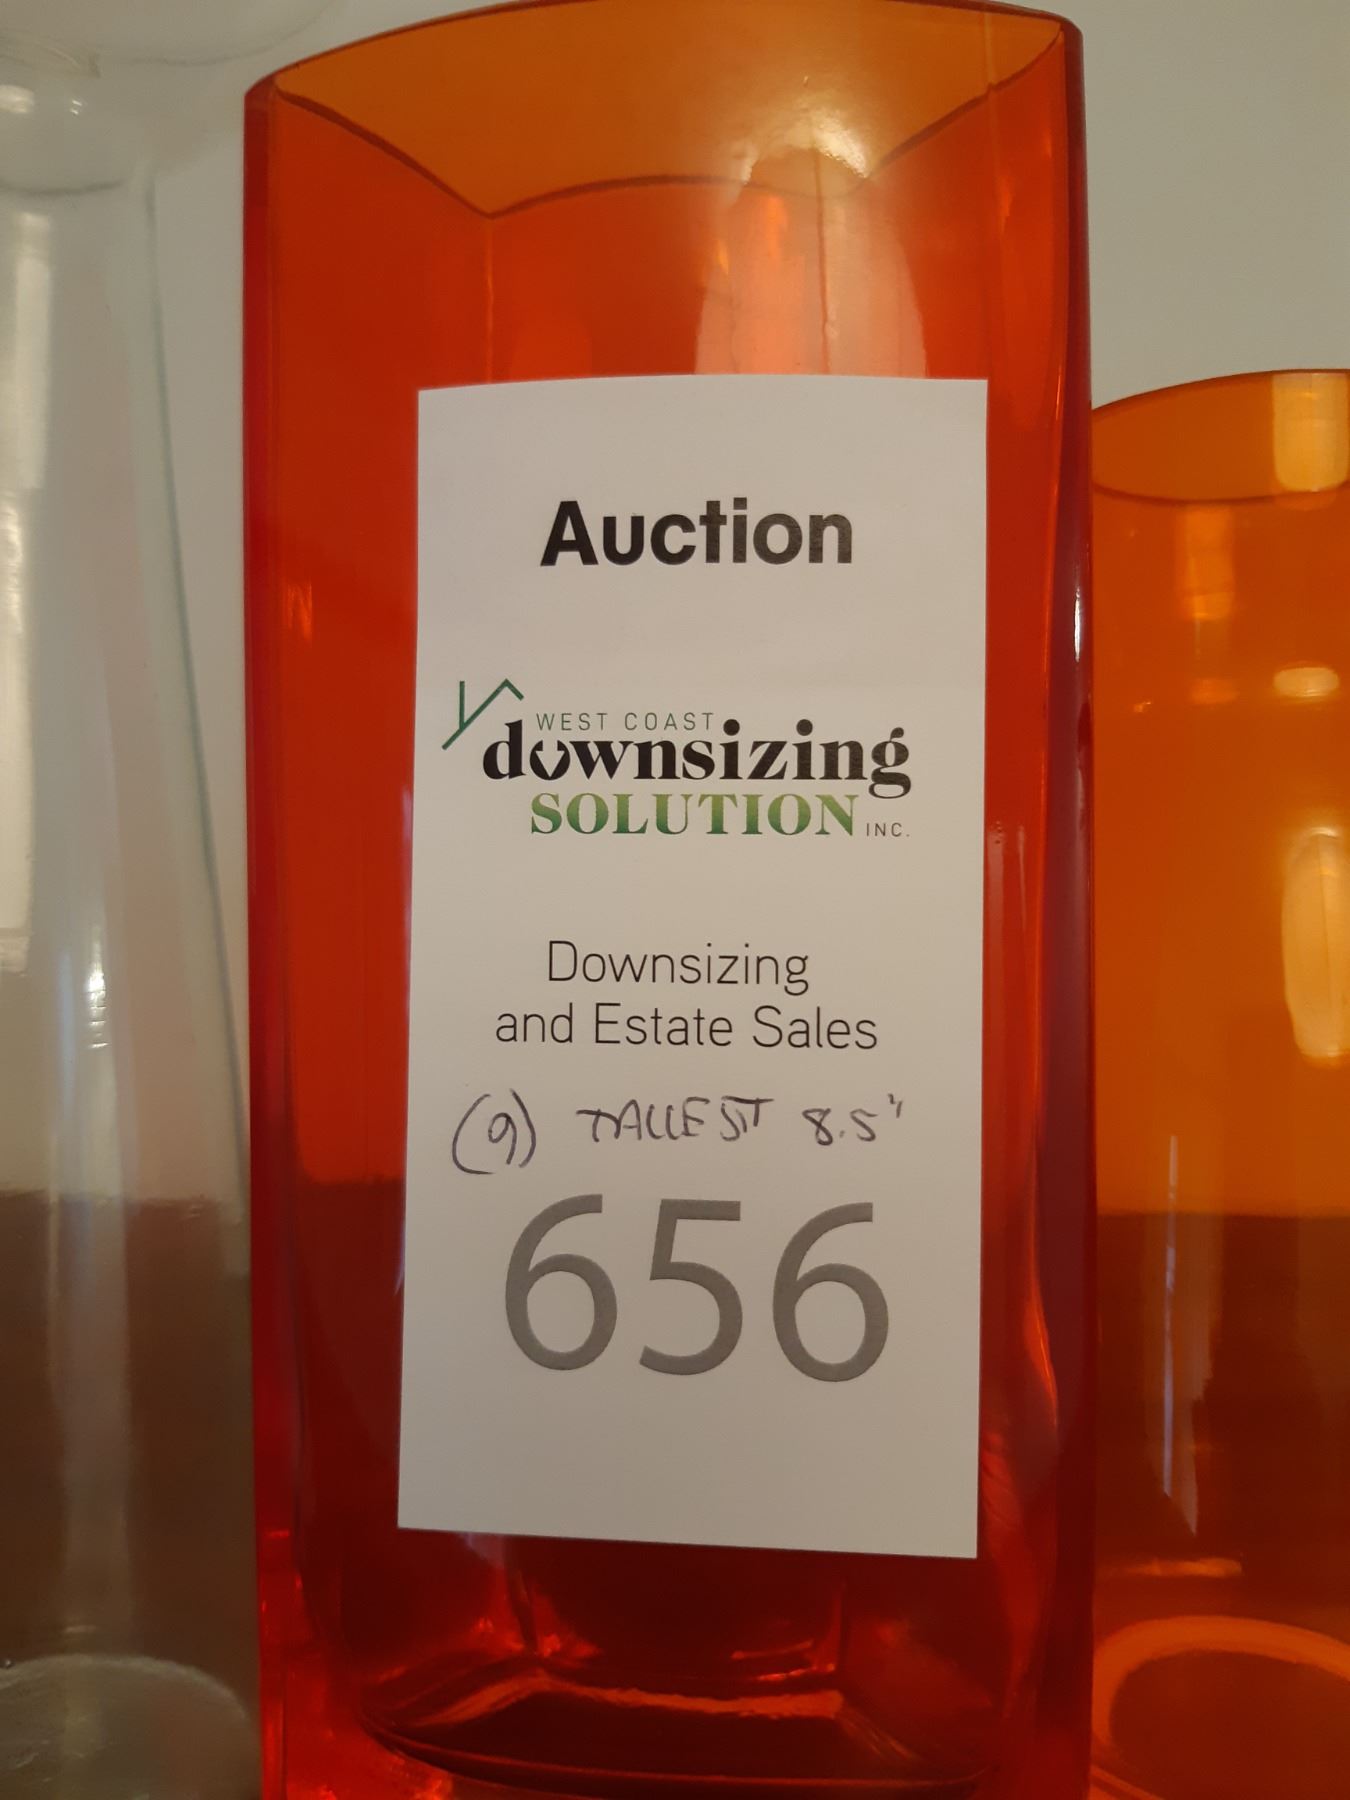 Auction
WEST COAST
downsizing
SOLUTION INC.
Downsizing
and Estate Sales
(9) TALLEST 8.5"
656